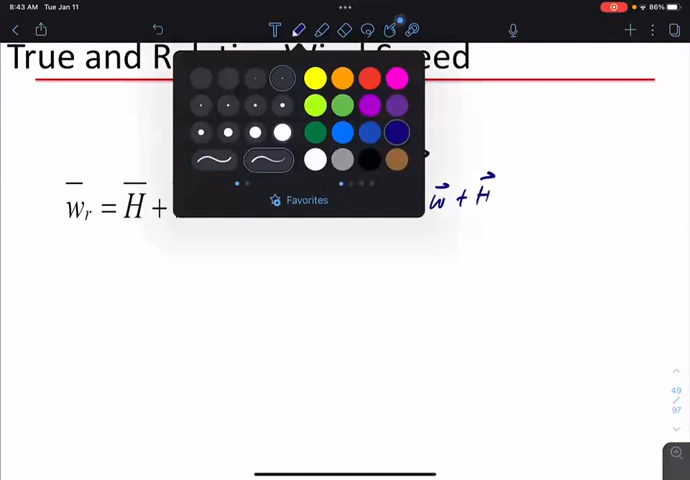 8:43 AM Tue Jan 11
86%
T
True and R eed
w̅ᵣ = H̅ +
w⃗ + H⃗
Favorites
49
/
97